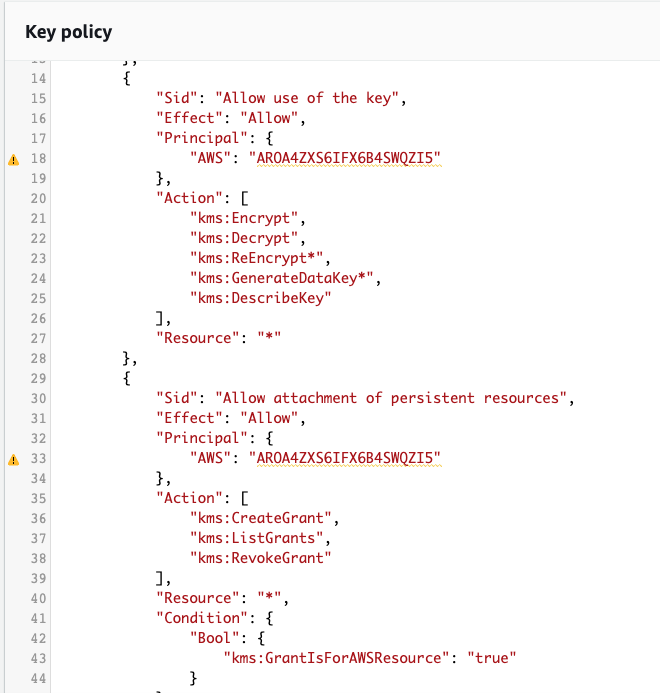 Key policy
14 {
15 "Sid": "Allow use of the key",
16 "Effect": "Allow",
17 "Principal": {
18 "AWS": "AROA4ZXS6IFX6B4SWQZI5"
19 },
20 "Action": [
21 "kms:Encrypt",
22 "kms:Decrypt",
23 "kms:ReEncrypt*",
24 "kms:GenerateDataKey*",
25 "kms:DescribeKey"
26 ],
27 "Resource": "*"
28 },
29 {
30 "Sid": "Allow attachment of persistent resources",
31 "Effect": "Allow",
32 "Principal": {
33 "AWS": "AROA4ZXS6IFX6B4SWQZI5"
34 },
35 "Action": [
36 "kms:CreateGrant",
37 "kms:ListGrants",
38 "kms:RevokeGrant"
39 ],
40 "Resource": "*",
41 "Condition": {
42 "Bool": {
43 "kms:GrantIsForAWSResource": "true"
44 }